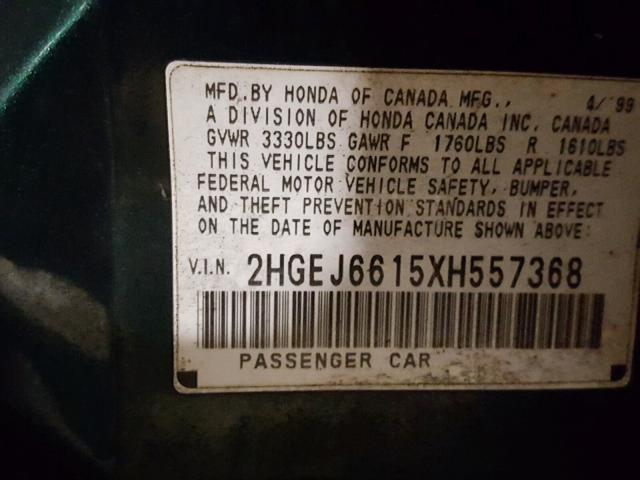 MFD. BY HONDA OF CANADA MFG., 4/ 99
A DIVISION OF HONDA CANADA INC. CANADA
GVWR 3330LBS GAWR F 1760LBS R 1610LBS
THIS VEHICLE CONFORMS TO ALL APPLICABLE
FEDERAL MOTOR VEHICLE SAFETY, BUMPER,
AND THEFT PREVENTION STANDARDS IN EFFECT
ON THE DATE OF MANUFACTURE SHOWN ABOVE:
V.I.N. 2HGEJ6615XH557368
PASSENGER CAR